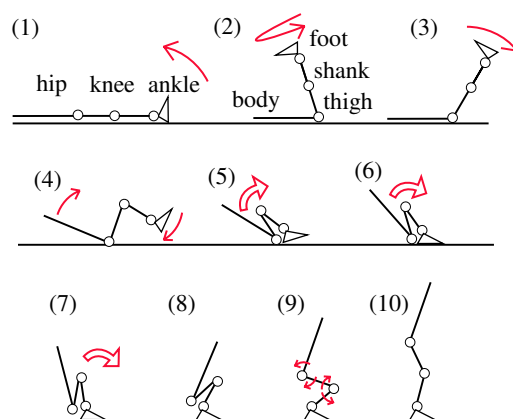 (1) (2) foot (3)
hip knee ankle shank
body thigh
(4) (5) (6)
(7) (8) (9) (10)